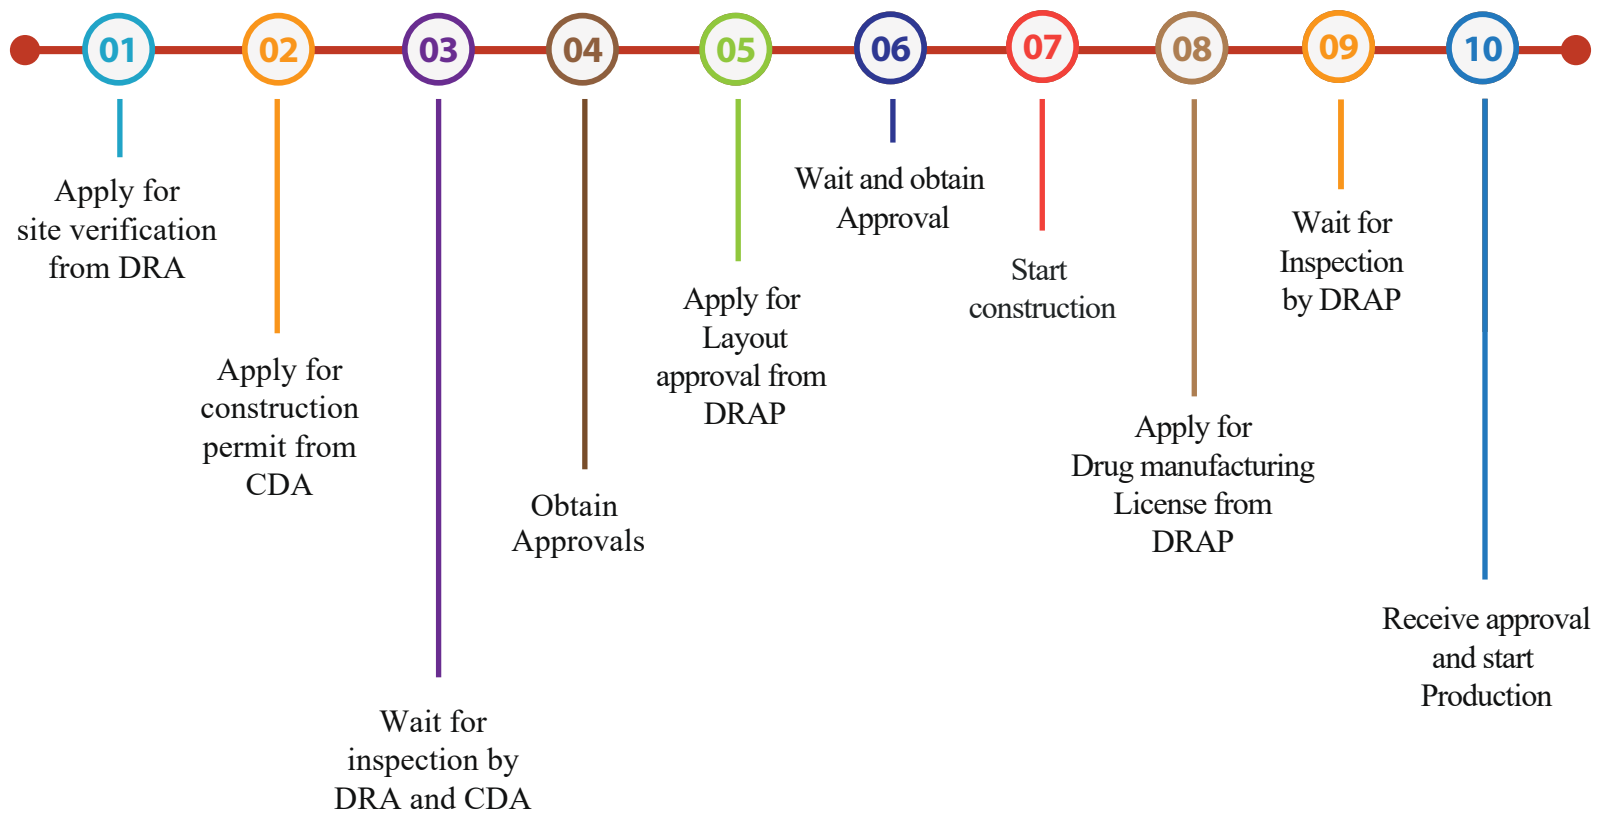 01
Apply for
site verification
from DRA
02
Apply for
construction
permit from
CDA
03
Wait for
inspection by
DRA and CDA
04
Obtain
Approvals
05
Apply for
Layout
approval from
DRAP
06
Wait and obtain
Approval
07
Start
construction
08
Apply for
Drug manufacturing
License from
DRAP
09
Wait for
Inspection
by DRAP
10
Receive approval
and start
Production